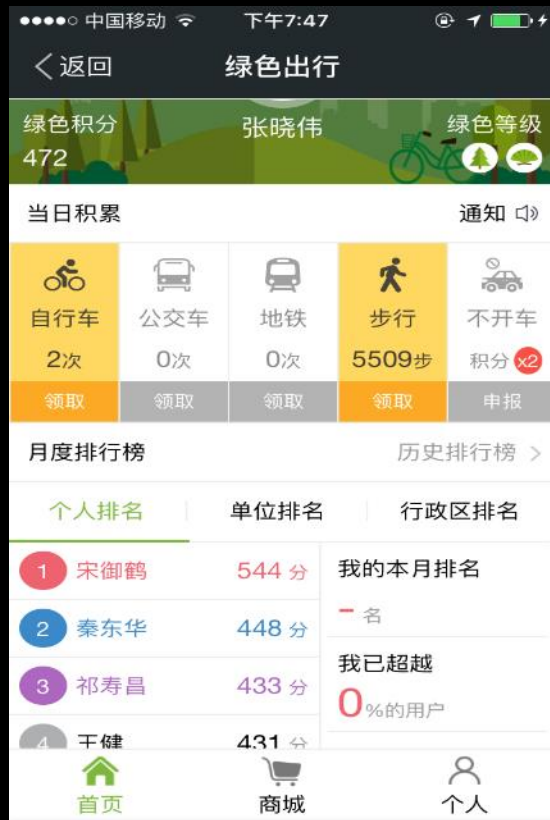 中国移动 下午7:47
返回 绿色出行
绿色积分 张晓伟 绿色等级
472
当日积累 通知
自行车 公交车 地铁 步行 不开车
2次 0次 0次 5509步 积分 x2
领取 领取 领取 领取 申报
月度排行榜 历史排行榜 >
个人排名 单位排名 行政区排名
1 宋御鹤 544 分
2 秦东华 448 分
3 祁寿昌 433 分
4 王健 431 分
我的本月排名
- 名
我已超越
0%的用户
首页 商城 个人